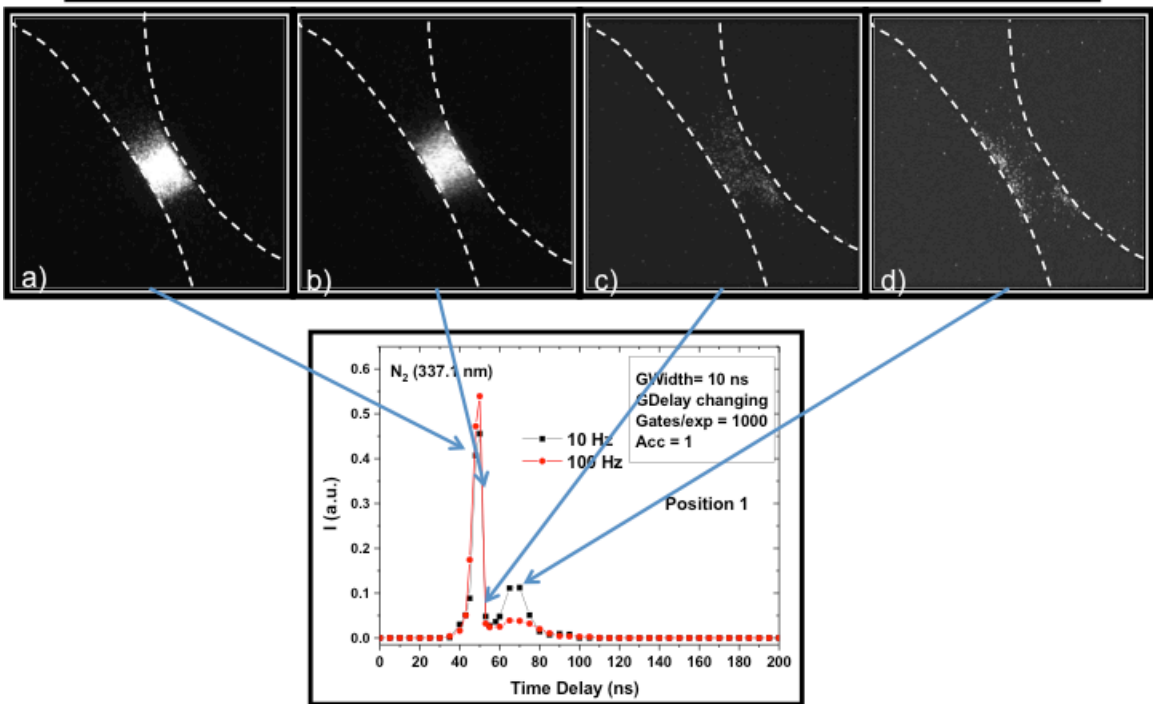 a)
b)
c)
d)
N₂ (337.1 nm)
GWidth= 10 ns
GDelay changing
Gates/exp = 1000
Acc = 1
10 Hz
100 Hz
Position 1
I (a.u.)
0.6
0.5
0.4
0.3
0.2
0.1
0.0
0 20 40 60 80 100 120 140 160 180 200
Time Delay (ns)